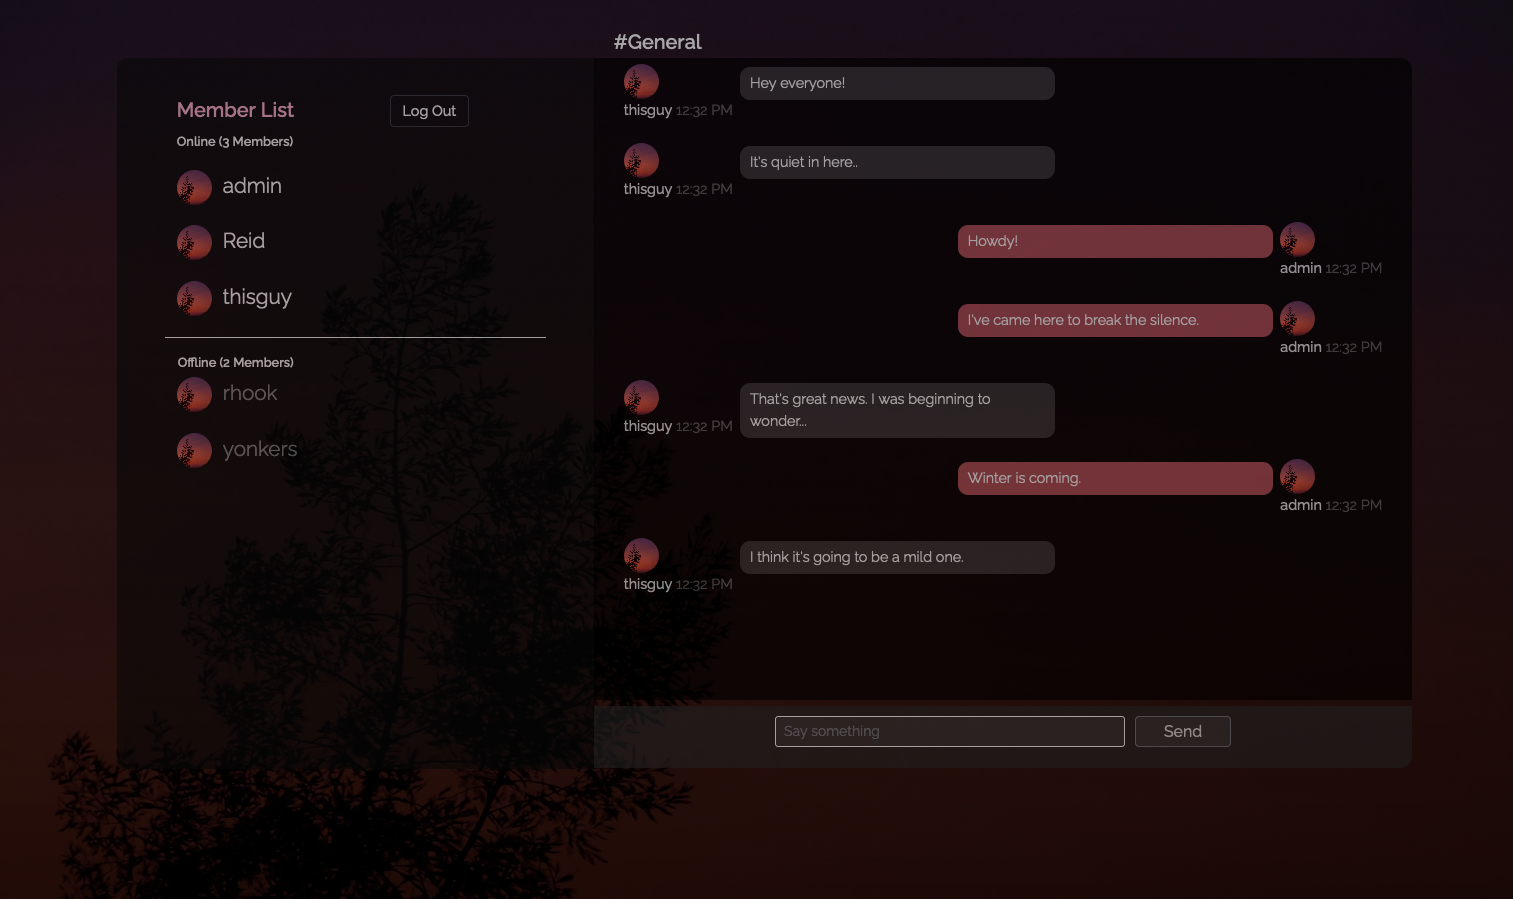 #General
Member List
Log Out
Online (3 Members)
admin
Reid
thisguy
Offline (2 Members)
rhook
yonkers
Hey everyone!
thisguy 12:32 PM
It's quiet in here..
thisguy 12:32 PM
Howdy!
admin 12:32 PM
I've came here to break the silence.
admin 12:32 PM
That's great news. I was beginning to
wonder...
thisguy 12:32 PM
Winter is coming.
admin 12:32 PM
I think it's going to be a mild one.
thisguy 12:32 PM
Say something
Send